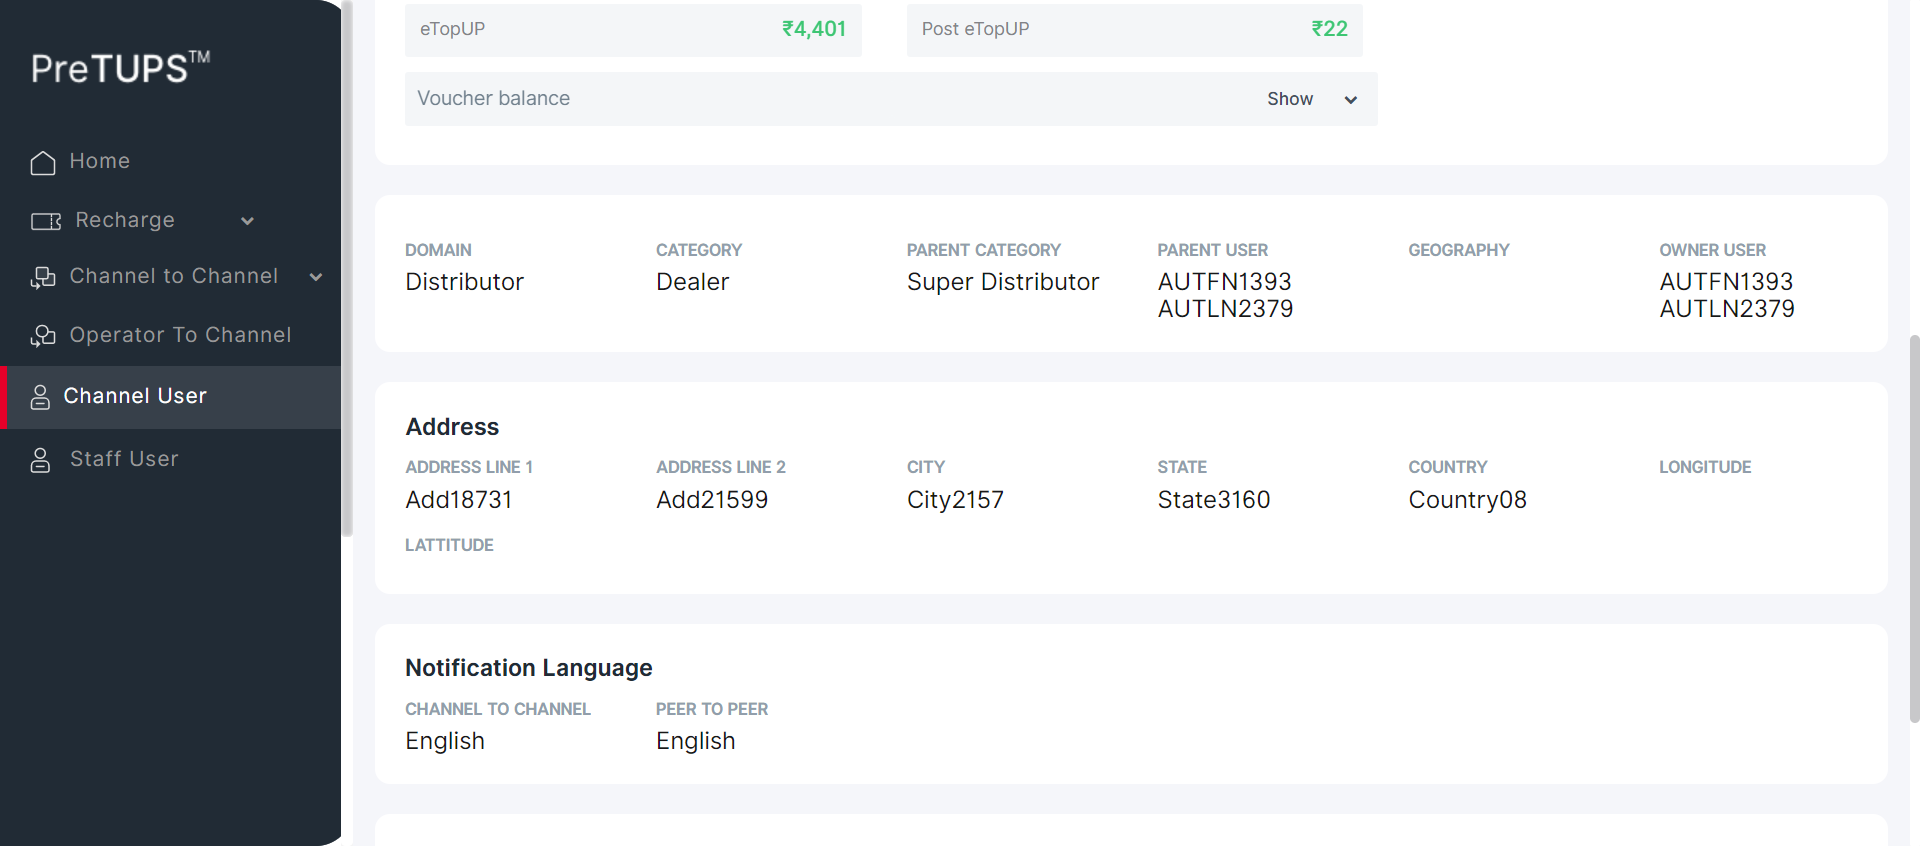 PreTUPS™
Home
Recharge
Channel to Channel
Operator To Channel
Channel User
Staff User
eTopUP ₹4,401 Post eTopUP ₹22
Voucher balance Show
DOMAIN CATEGORY PARENT CATEGORY PARENT USER GEOGRAPHY OWNER USER
Distributor Dealer Super Distributor AUTFN1393 AUTFN1393
AUTLN2379 AUTLN2379
Address
ADDRESS LINE 1 ADDRESS LINE 2 CITY STATE COUNTRY LONGITUDE
Add18731 Add21599 City2157 State3160 Country08
LATTITUDE
Notification Language
CHANNEL TO CHANNEL PEER TO PEER
English English